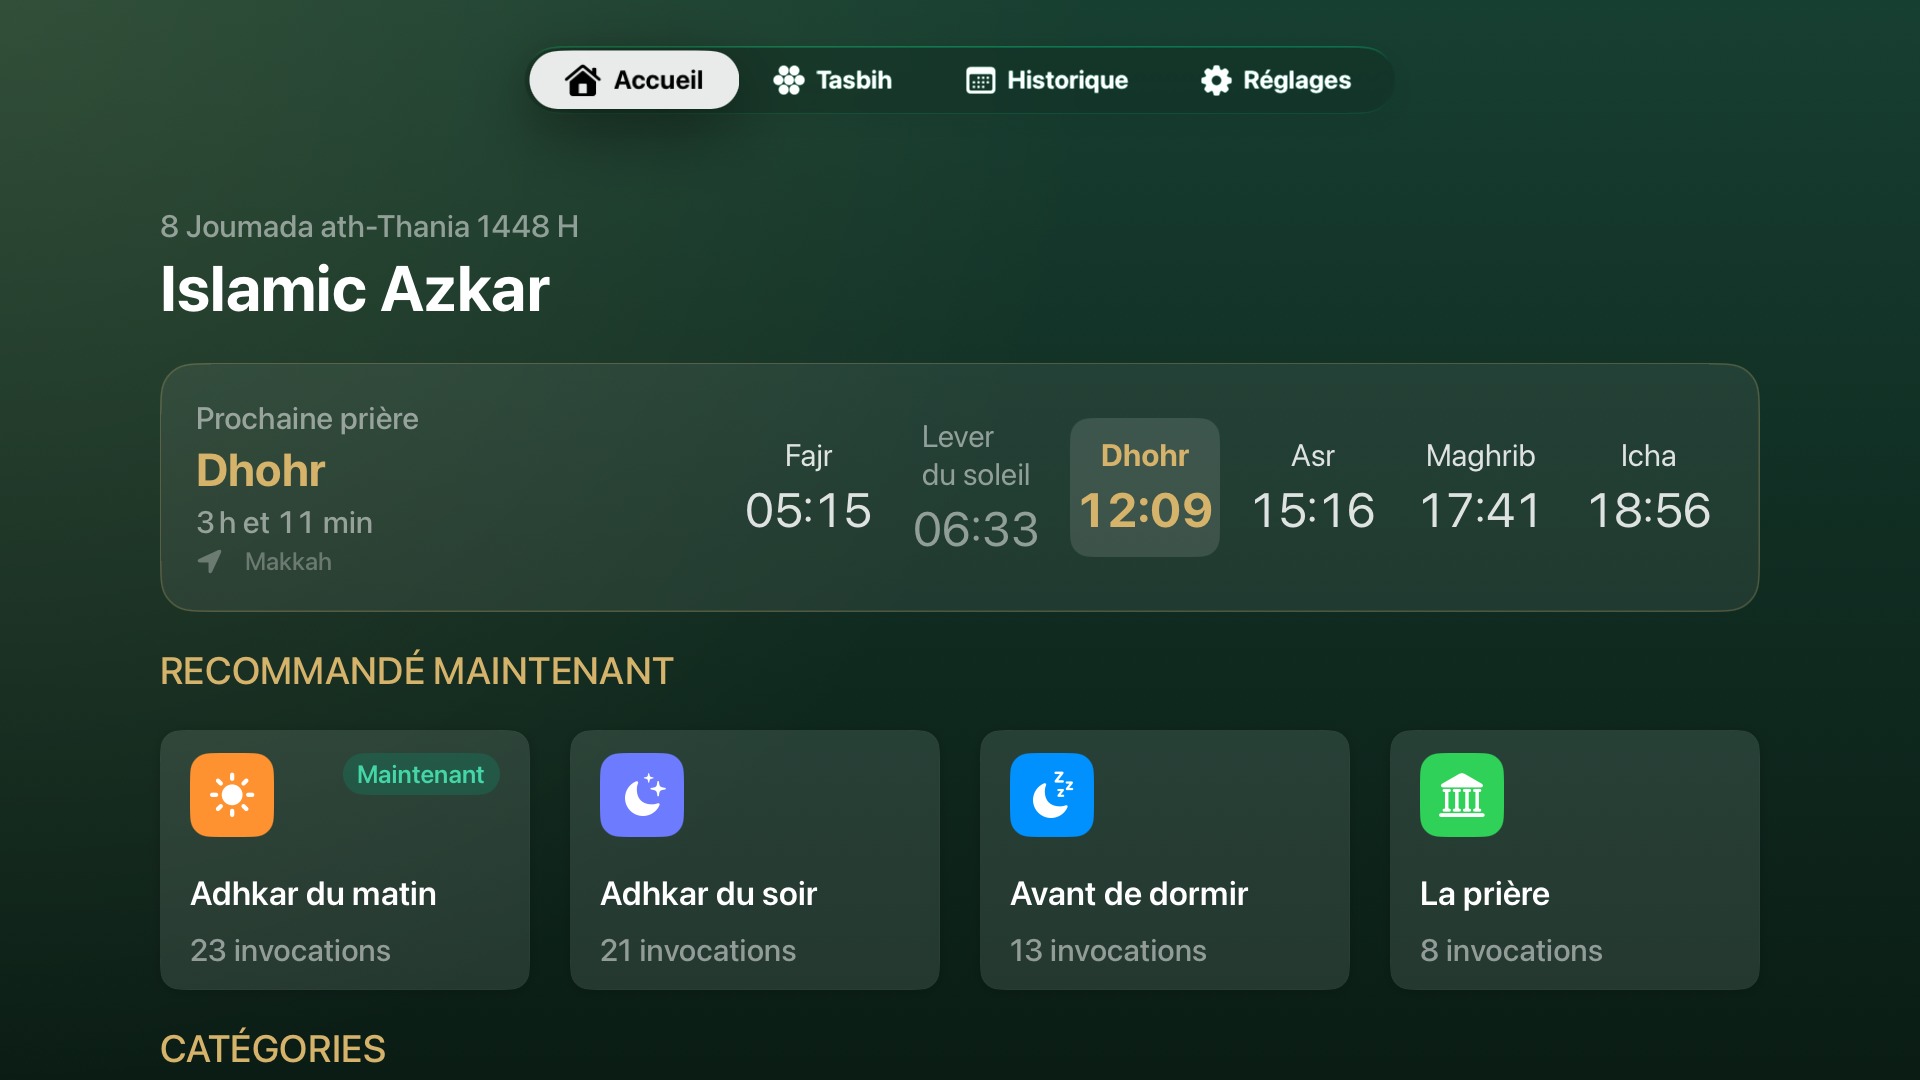 Accueil
Tasbih
Historique
Réglages
8 Joumada ath-Thania 1448 H
Islamic Azkar
Prochaine prière
Dhohr
3 h et 11 min
Makkah
Fajr
05:15
Lever
du soleil
06:33
Dhohr
12:09
Asr
15:16
Maghrib
17:41
Icha
18:56
RECOMMANDÉ MAINTENANT
Maintenant
Adhkar du matin
23 invocations
Adhkar du soir
21 invocations
Avant de dormir
13 invocations
La prière
8 invocations
CATÉGORIES